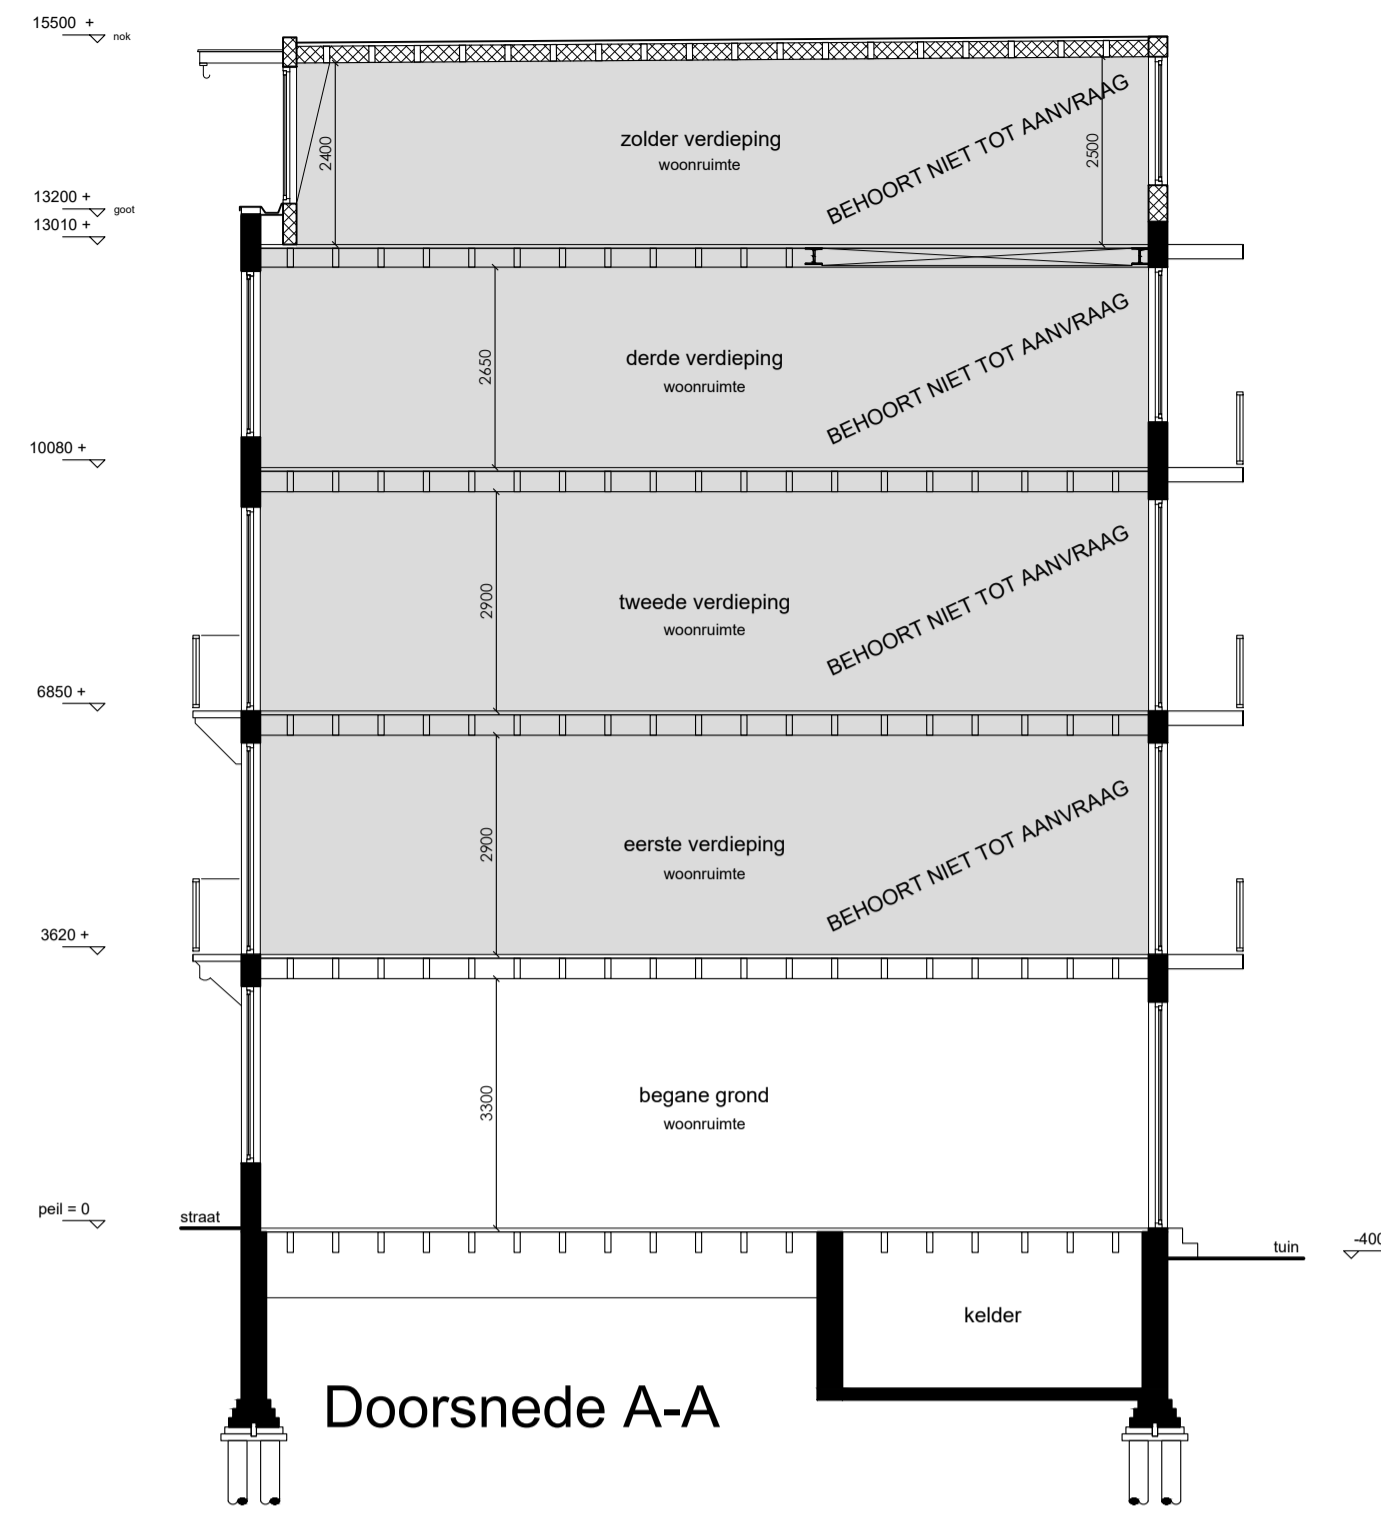 15500 +
nok
zolder verdieping
woonruimte
BEHOORT NIET TOT AANVRAAG
2400
2500
13200 +
goot
13010 +
derde verdieping
woonruimte
BEHOORT NIET TOT AANVRAAG
2650
10080 +
tweede verdieping
woonruimte
BEHOORT NIET TOT AANVRAAG
2900
6850 +
eerste verdieping
woonruimte
BEHOORT NIET TOT AANVRAAG
2900
3620 +
begane grond
woonruimte
3300
peil = 0
straat
tuin
-400
kelder
Doorsnede A-A